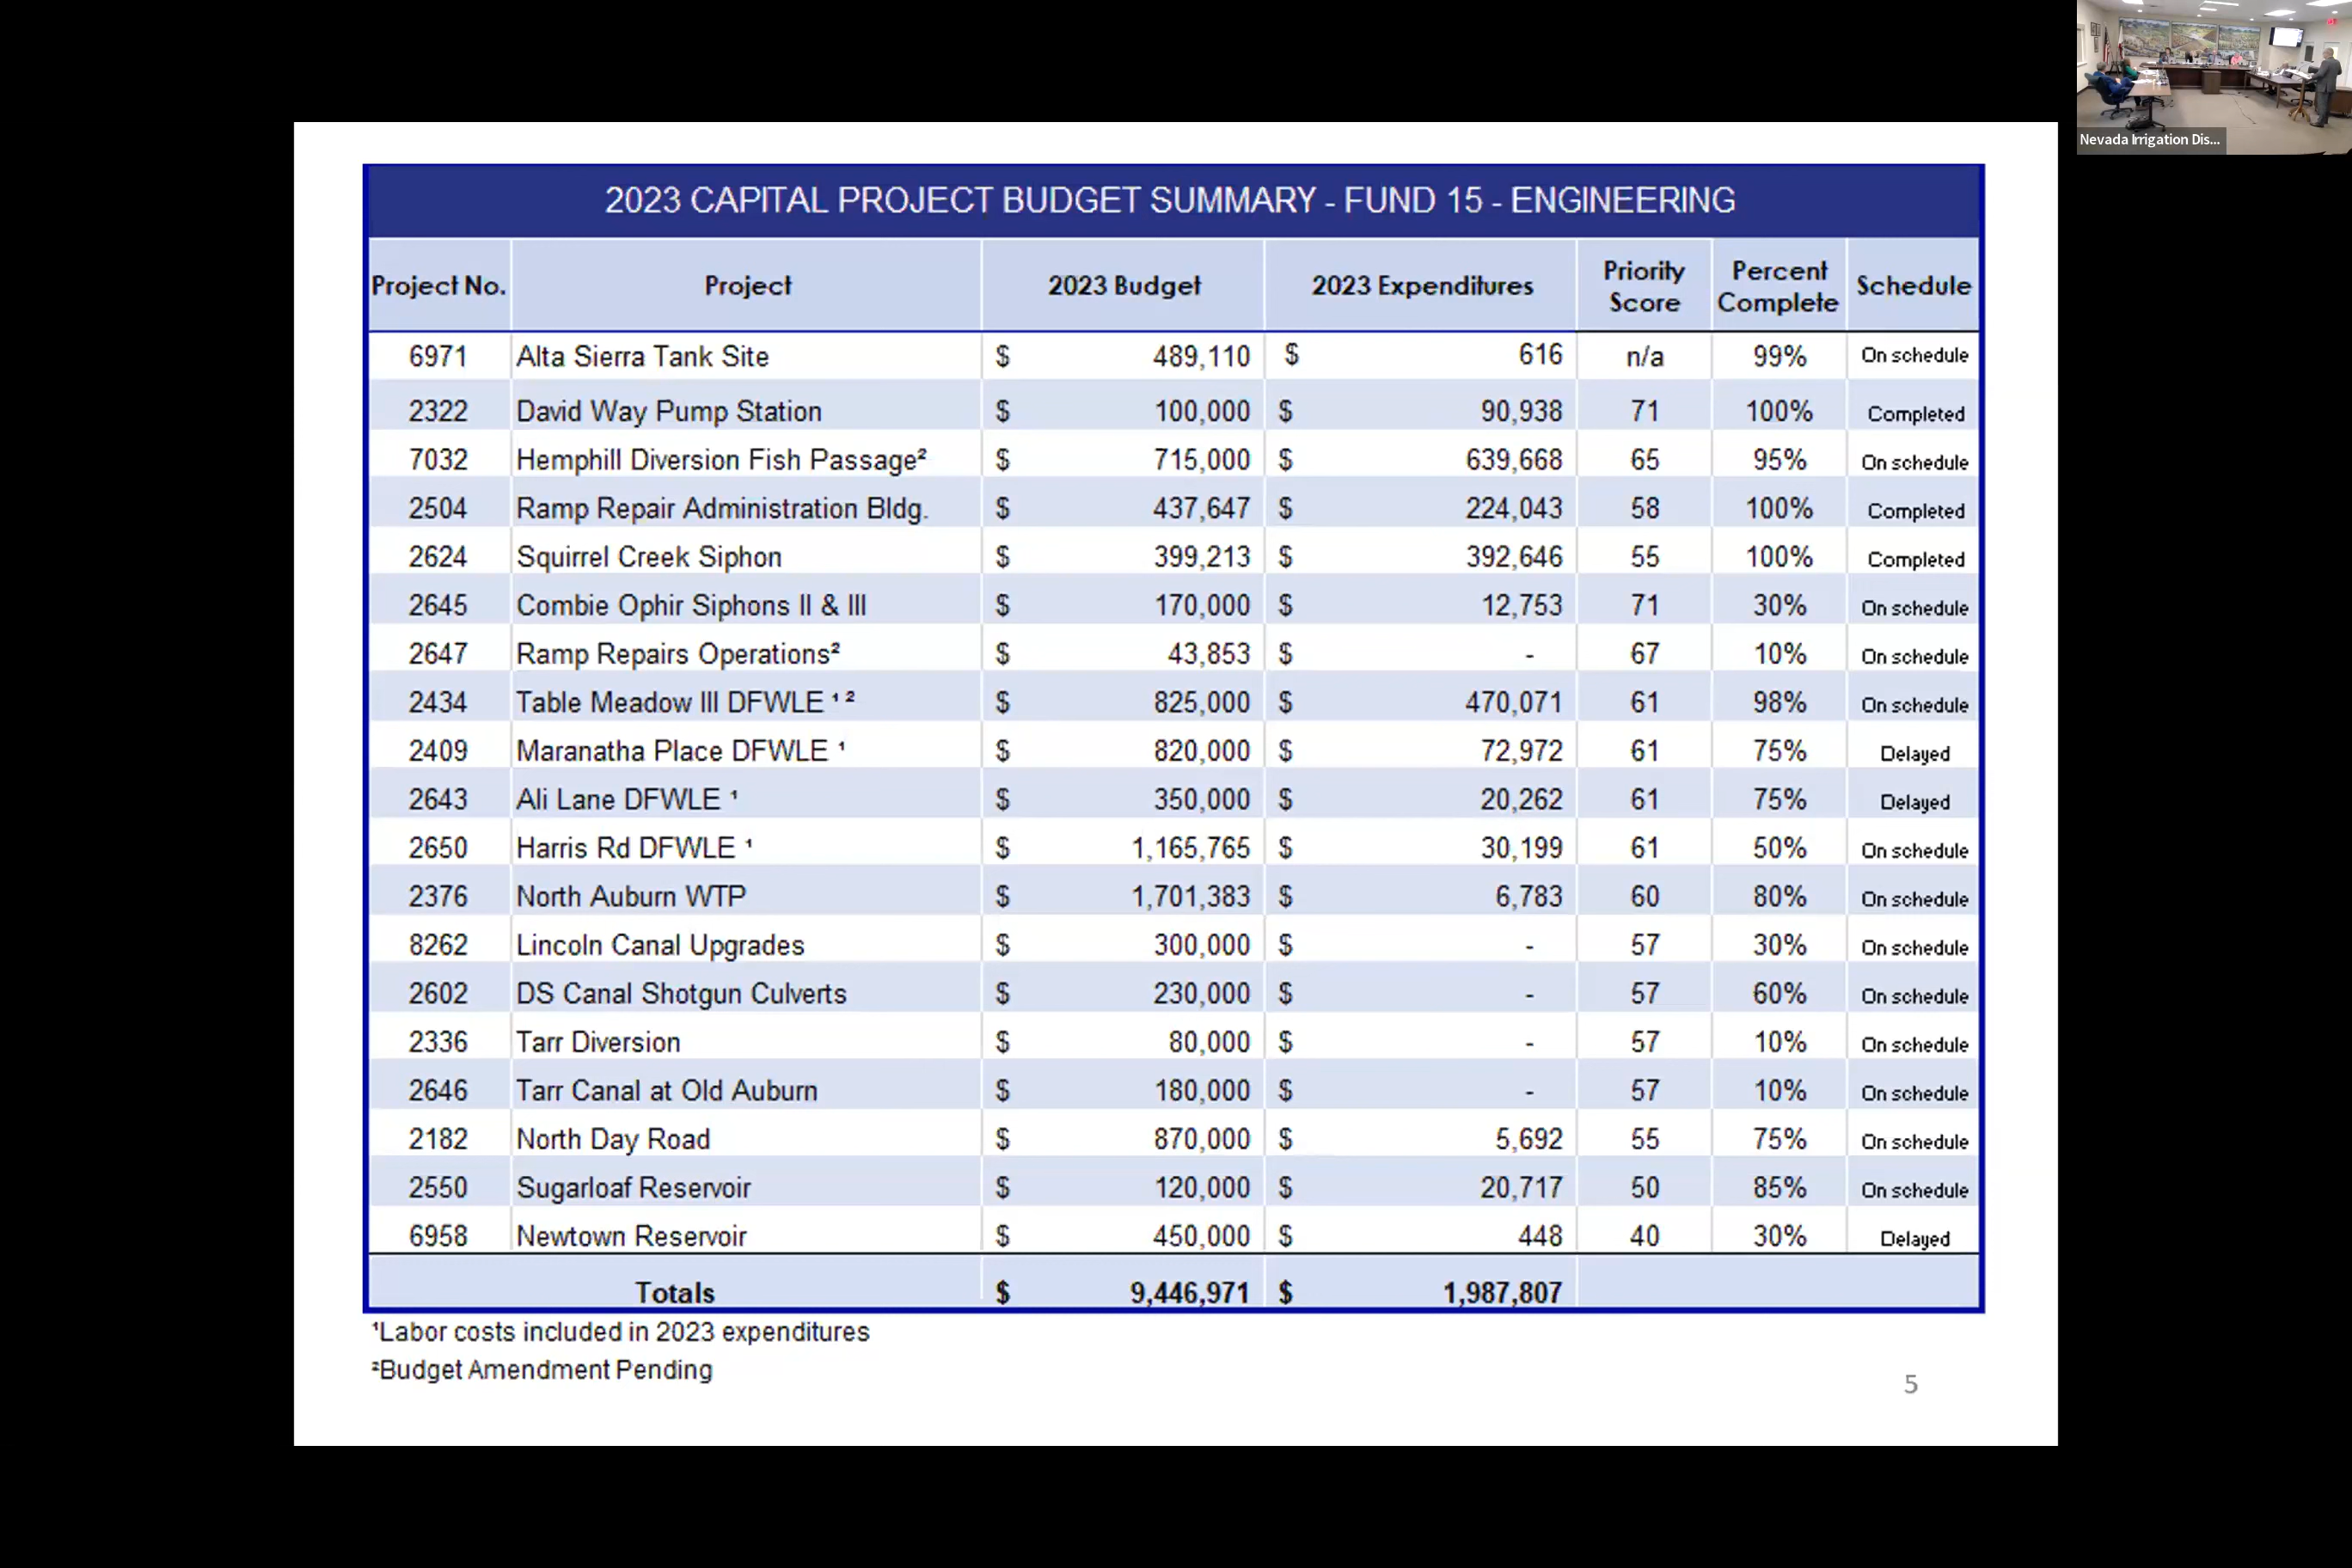 Nevada Irrigation Dis...
2023 CAPITAL PROJECT BUDGET SUMMARY - FUND 15 - ENGINEERING
Project No. Project 2023 Budget 2023 Expenditures Priority Score Percent Complete Schedule
6971 Alta Sierra Tank Site $ 489,110 $ 616 n/a 99% On schedule
2322 David Way Pump Station $ 100,000 $ 90,938 71 100% Completed
7032 Hemphill Diversion Fish Passage² $ 715,000 $ 639,668 65 95% On schedule
2504 Ramp Repair Administration Bldg. $ 437,647 $ 224,043 58 100% Completed
2624 Squirrel Creek Siphon $ 399,213 $ 392,646 55 100% Completed
2645 Combie Ophir Siphons II & III $ 170,000 $ 12,753 71 30% On schedule
2647 Ramp Repairs Operations² $ 43,853 $ - 67 10% On schedule
2434 Table Meadow III DFWLE ¹ ² $ 825,000 $ 470,071 61 98% On schedule
2409 Maranatha Place DFWLE ¹ $ 820,000 $ 72,972 61 75% Delayed
2643 Ali Lane DFWLE ¹ $ 350,000 $ 20,262 61 75% Delayed
2650 Harris Rd DFWLE ¹ $ 1,165,765 $ 30,199 61 50% On schedule
2376 North Auburn WTP $ 1,701,383 $ 6,783 60 80% On schedule
8262 Lincoln Canal Upgrades $ 300,000 $ - 57 30% On schedule
2602 DS Canal Shotgun Culverts $ 230,000 $ - 57 60% On schedule
2336 Tarr Diversion $ 80,000 $ - 57 10% On schedule
2646 Tarr Canal at Old Auburn $ 180,000 $ - 57 10% On schedule
2182 North Day Road $ 870,000 $ 5,692 55 75% On schedule
2550 Sugarloaf Reservoir $ 120,000 $ 20,717 50 85% On schedule
6958 Newtown Reservoir $ 450,000 $ 448 40 30% Delayed
Totals $ 9,446,971 $ 1,987,807
¹Labor costs included in 2023 expenditures
²Budget Amendment Pending
5